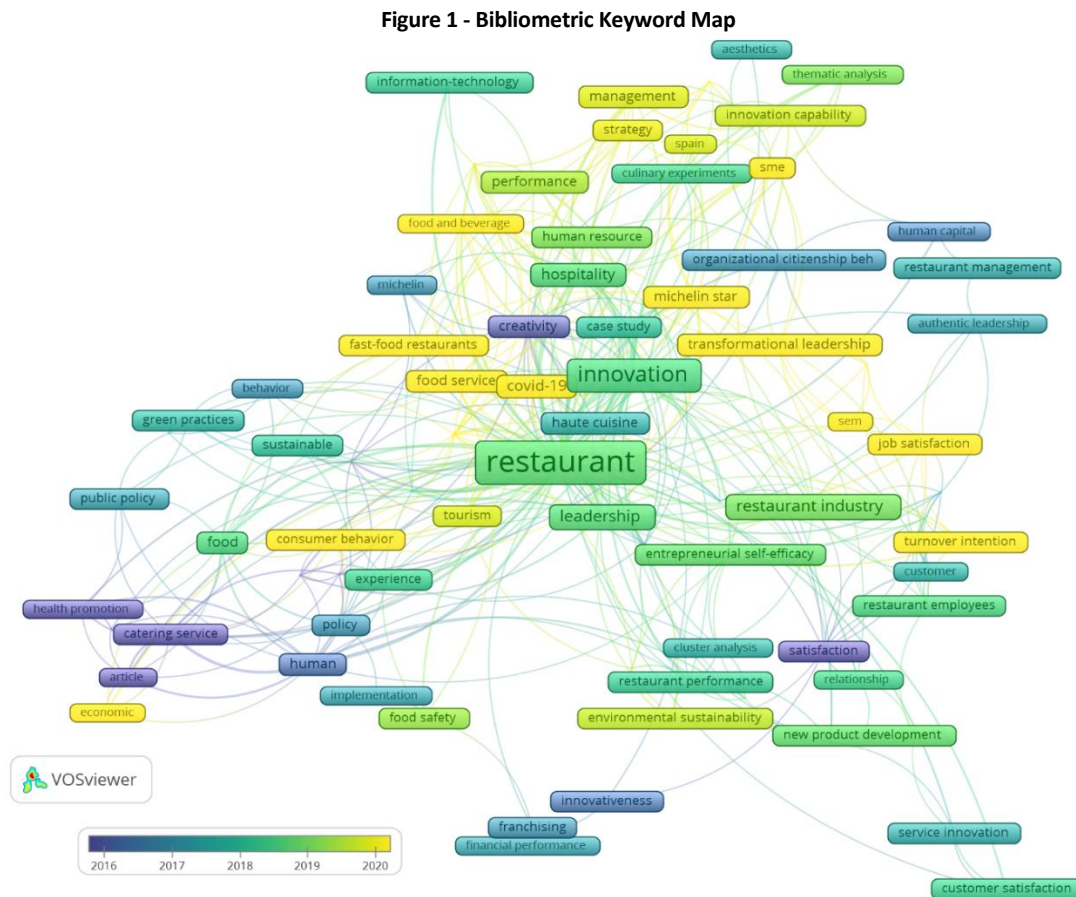 Figure 1 - Bibliometric Keyword Map
aesthetics
information-technology
thematic analysis
management
innovation capability
strategy
spain
culinary experiments
sme
performance
food and beverage
human capital
human resource
organizational citizenship beh
restaurant management
hospitality
michelin
michelin star
creativity
case study
authentic leadership
fast-food restaurants
transformational leadership
innovation
food service
covid-19
behavior
green practices
haute cuisine
sem
sustainable
job satisfaction
restaurant
public policy
restaurant industry
tourism
leadership
food
consumer behavior
turnover intention
entrepreneurial self-efficacy
experience
customer
health promotion
restaurant employees
policy
catering service
cluster analysis
satisfaction
human
article
restaurant performance
relationship
implementation
economic
food safety
environmental sustainability
new product development
VOSviewer
innovativeness
franchising
service innovation
financial performance
2016 2017 2018 2019 2020
customer satisfaction